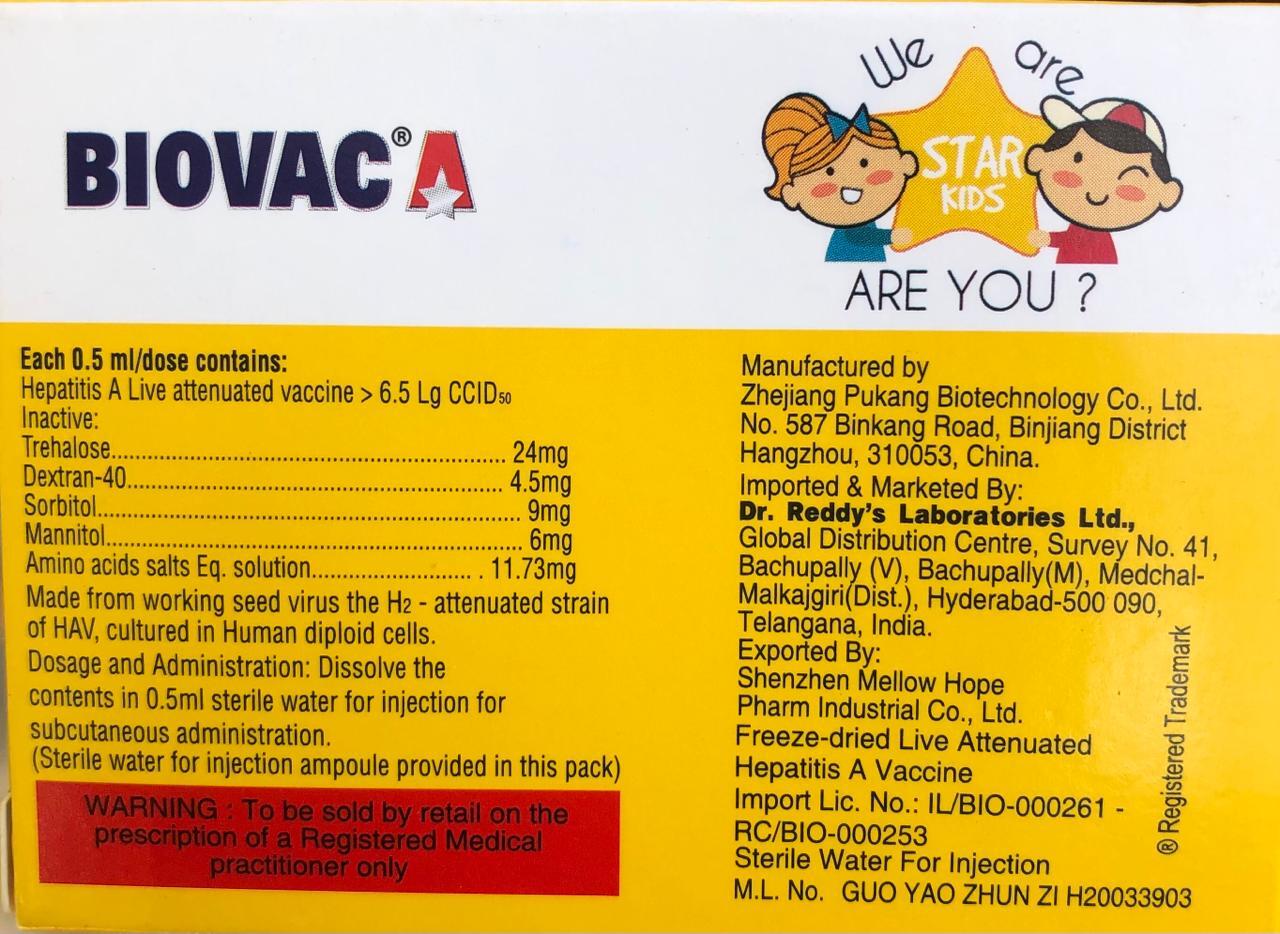 BIOVAC® A
We are
STAR
KIDS
ARE YOU ?
Each 0.5 ml/dose contains:
Hepatitis A Live attenuated vaccine > 6.5 Lg CCID50
Inactive:
Trehalose.......................................................... 24mg
Dextran-40....................................................... 4.5mg
Sorbitol.............................................................. 9mg
Mannitol............................................................. 6mg
Amino acids salts Eq. solution........................ . 11.73mg
Made from working seed virus the H2 - attenuated strain
of HAV, cultured in Human diploid cells.
Dosage and Administration: Dissolve the
contents in 0.5ml sterile water for injection for
subcutaneous administration.
(Sterile water for injection ampoule provided in this pack)
WARNING : To be sold by retail on the
prescription of a Registered Medical
practitioner only
Manufactured by
Zhejiang Pukang Biotechnology Co., Ltd.
No. 587 Binkang Road, Binjiang District
Hangzhou, 310053, China.
Imported & Marketed By:
Dr. Reddy's Laboratories Ltd.,
Global Distribution Centre, Survey No. 41,
Bachupally (V), Bachupally(M), Medchal-
Malkajgiri(Dist.), Hyderabad-500 090,
Telangana, India.
Exported By:
Shenzhen Mellow Hope
Pharm Industrial Co., Ltd.
Freeze-dried Live Attenuated
Hepatitis A Vaccine
Import Lic. No.: IL/BIO-000261 -
RC/BIO-000253
Sterile Water For Injection
M.L. No. GUO YAO ZHUN ZI H20033903
® Registered Trademark